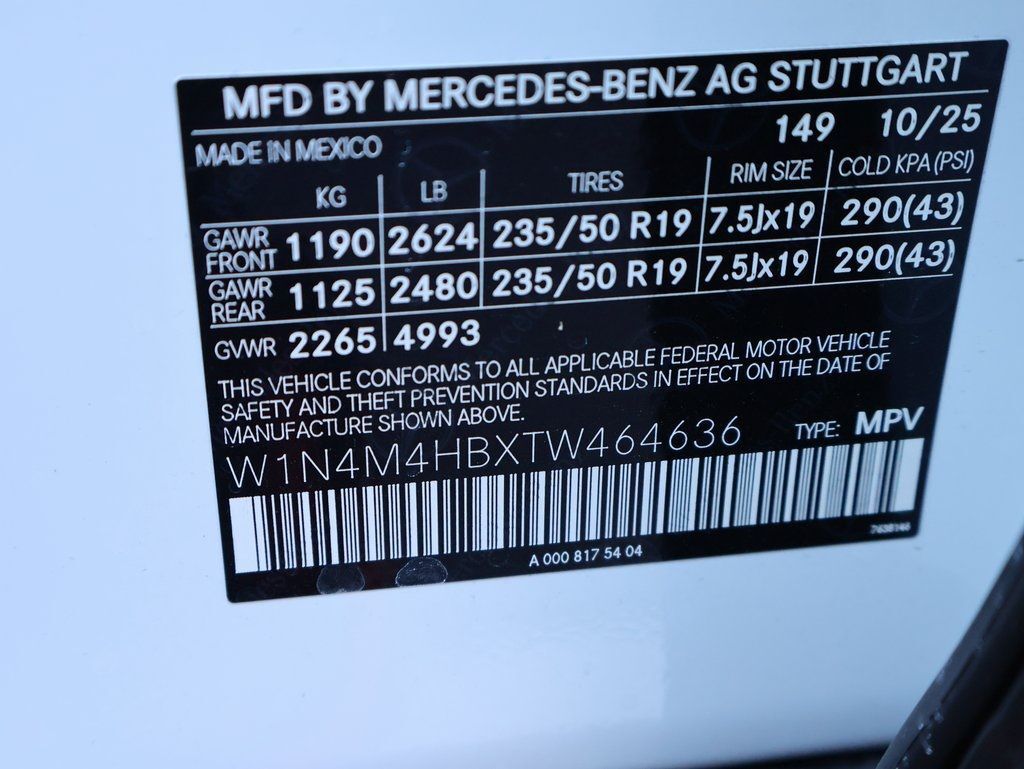 MFD BY MERCEDES-BENZ AG STUTTGART
149 10/25
MADE IN MEXICO
KG LB TIRES RIM SIZE COLD KPA (PSI)
GAWR FRONT 1190 2624 235/50 R19 7.5Jx19 290(43)
GAWR REAR 1125 2480 235/50 R19 7.5Jx19 290(43)
GVWR 2265 4993
THIS VEHICLE CONFORMS TO ALL APPLICABLE FEDERAL MOTOR VEHICLE
SAFETY AND THEFT PREVENTION STANDARDS IN EFFECT ON THE DATE OF
MANUFACTURE SHOWN ABOVE.
W1N4M4HBXTW464636 TYPE: MPV
A 000 817 54 04